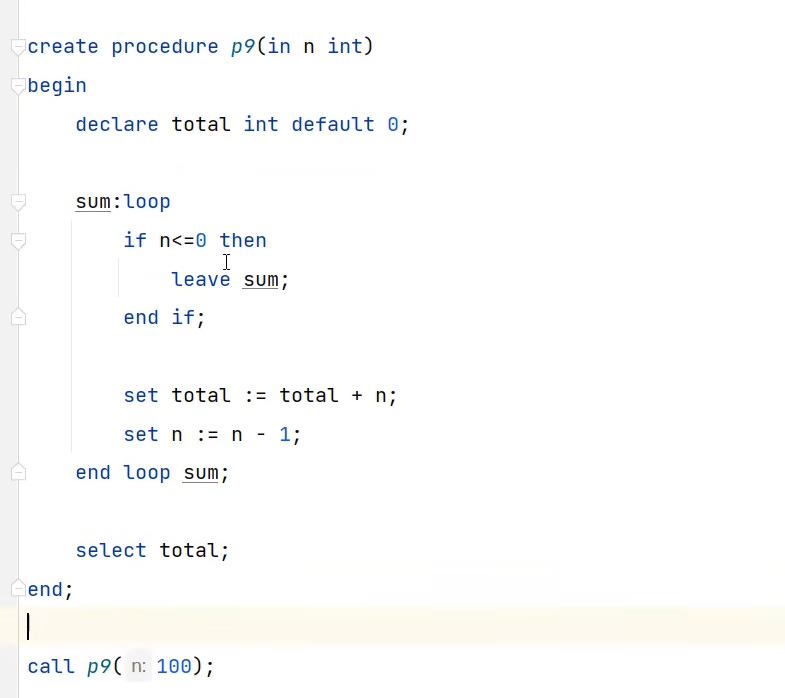 create procedure p9(in n int)
begin
    declare total int default 0;
    sum:loop
        if n<=0 then
            leave sum;
        end if;
        set total := total + n;
        set n := n - 1;
    end loop sum;
    select total;
end;
call p9( n: 100);